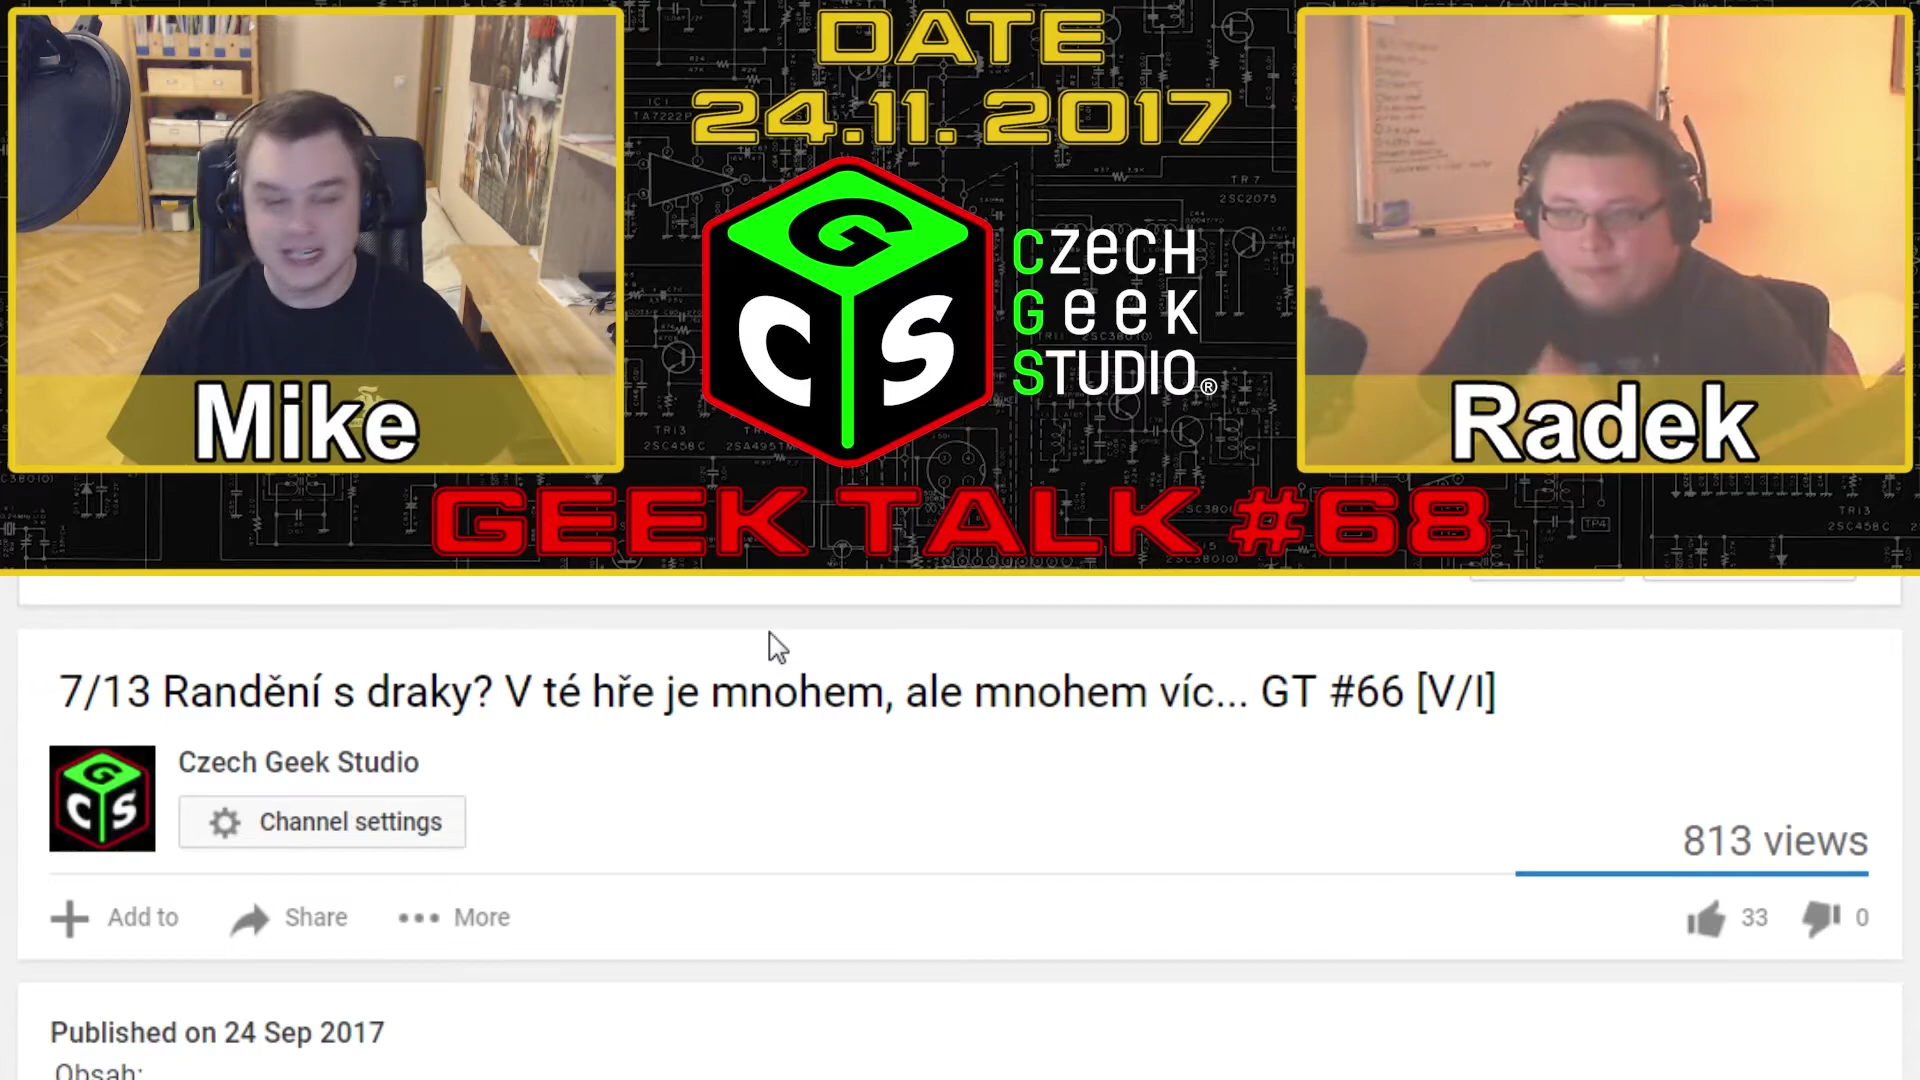 DATE
24.11. 2017
G
C S
CZECH
GEEK
STUDIO®
Mike
Radek
GEEK TALK #68
7/13 Randění s draky? V té hře je mnohem, ale mnohem víc... GT #66 [V/I]
Czech Geek Studio
Channel settings
813 views
Add to
Share
More
33
0
Published on 24 Sep 2017
Obsah: